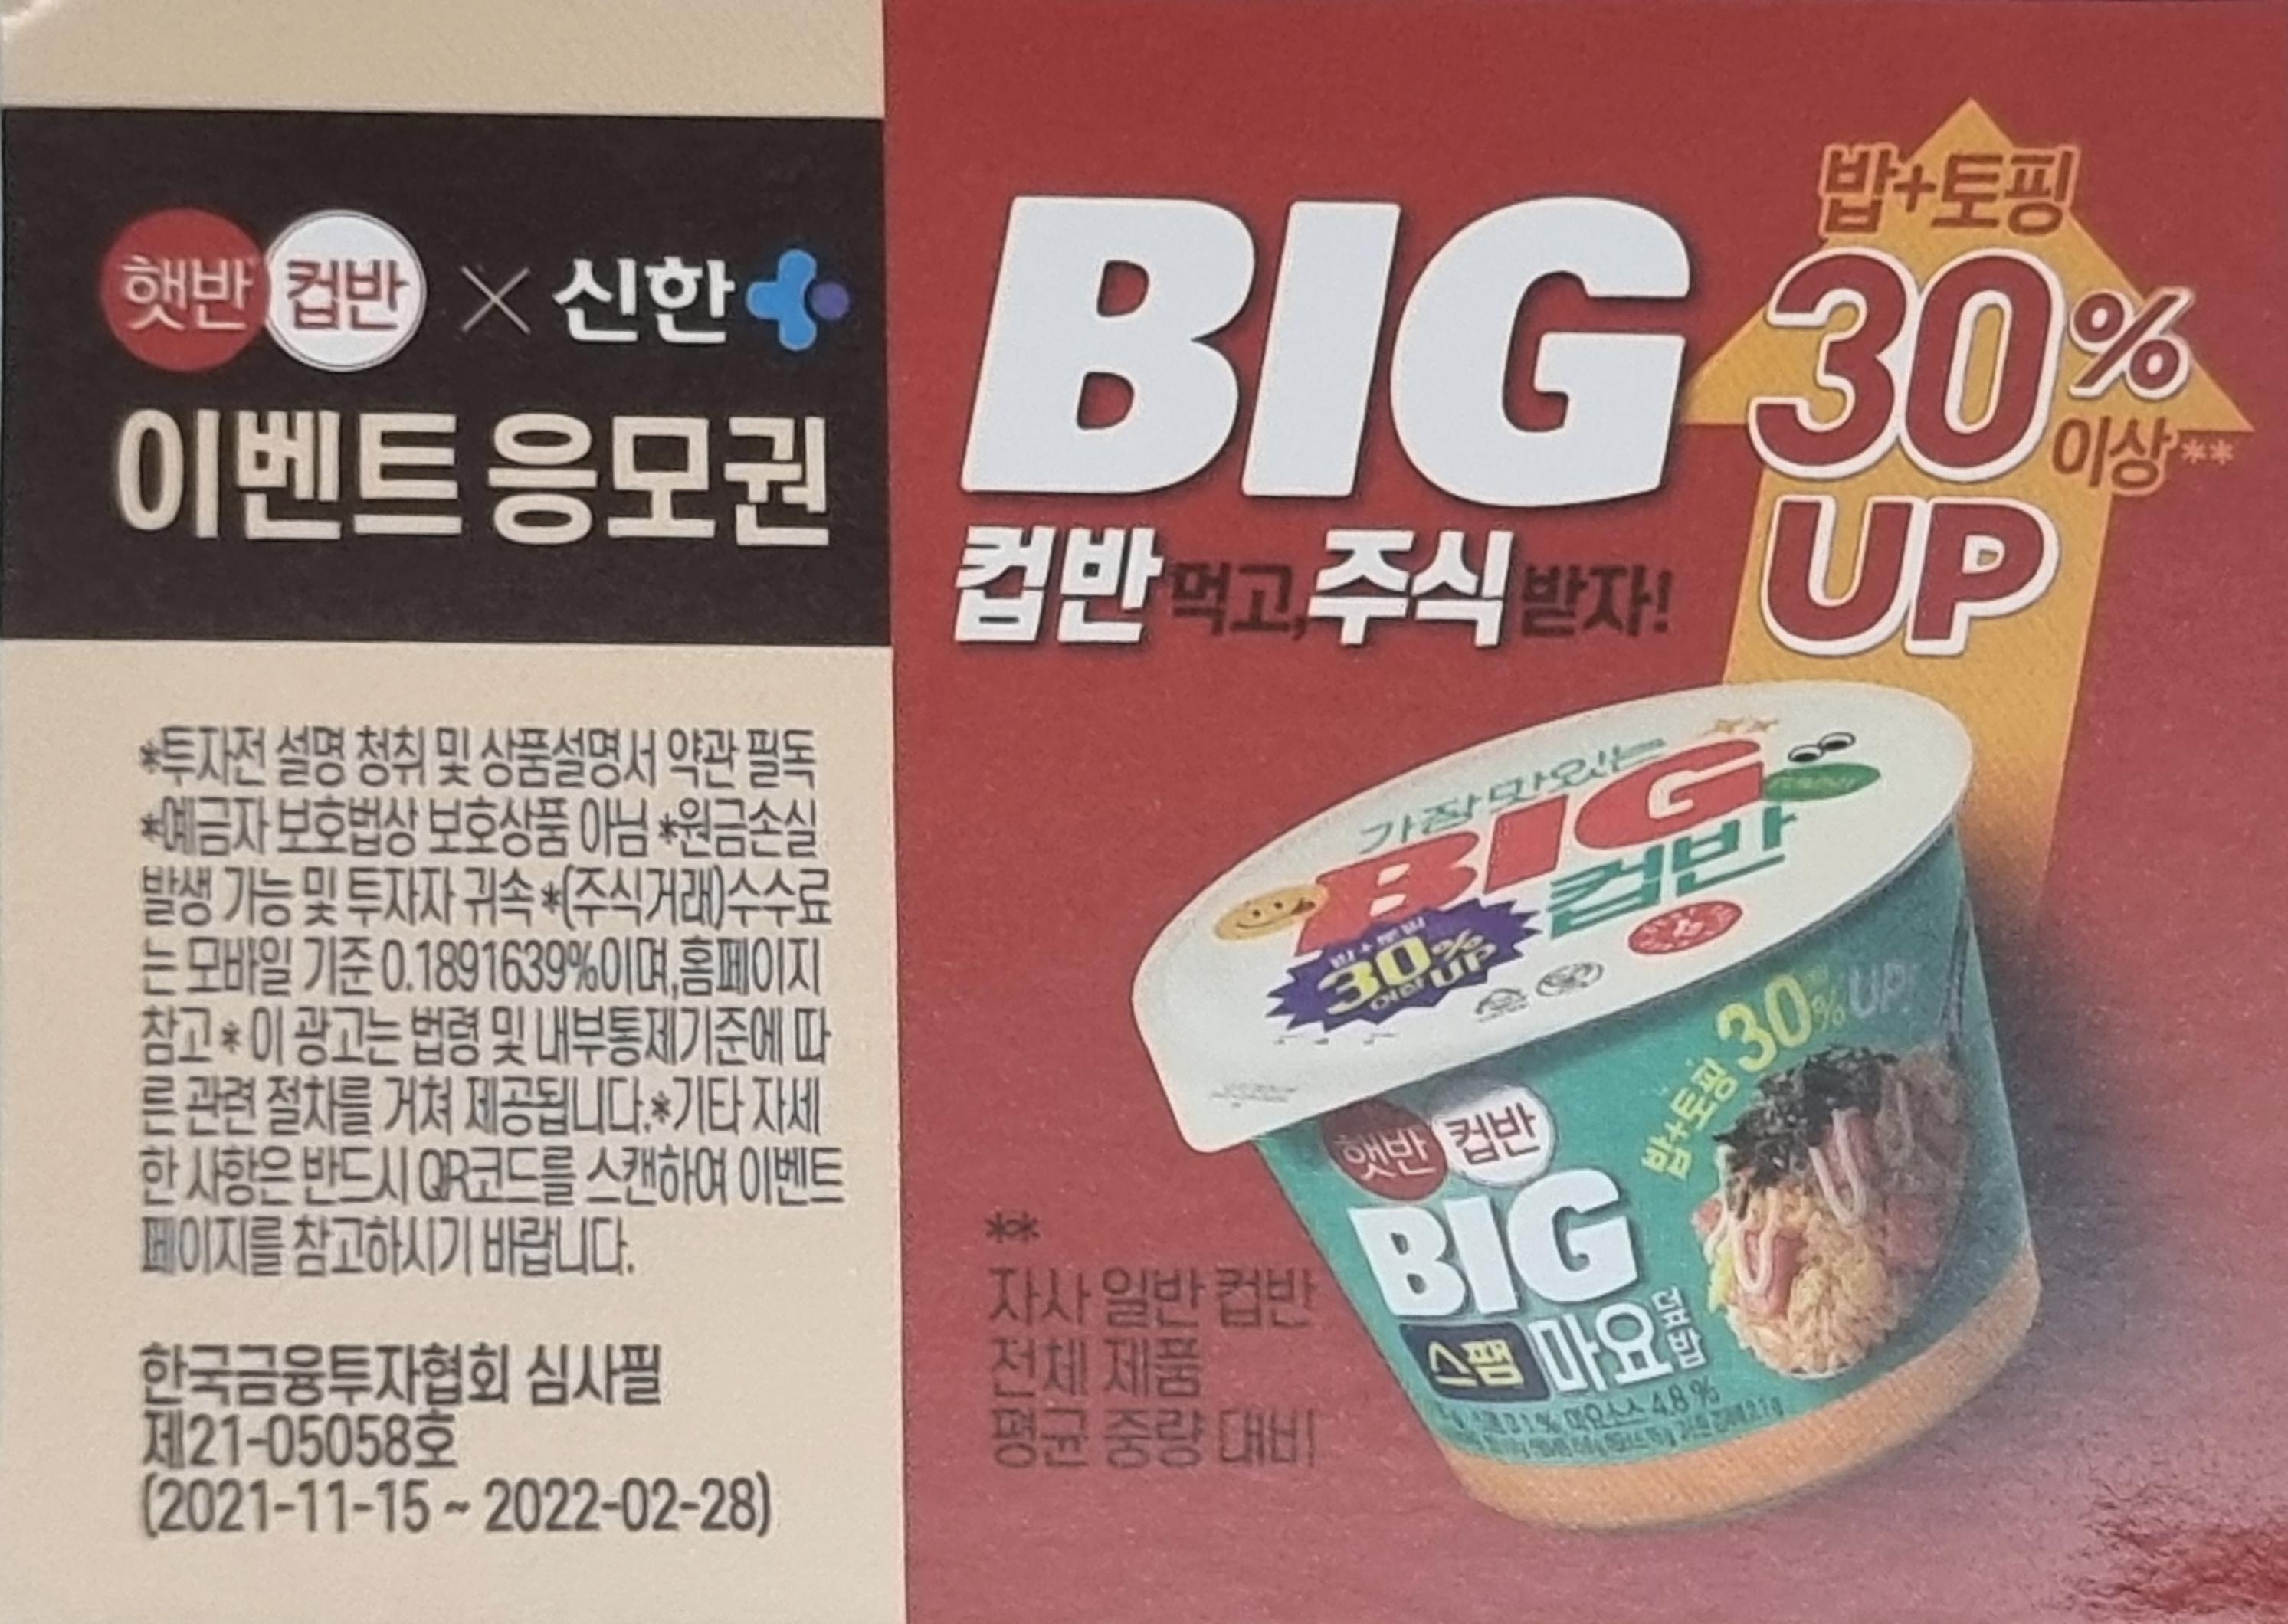 햇반 컵반 × 신한
이벤트 응모권
*투자전 설명 청취 및 상품설명서 약관 필독
*예금자 보호법상 보호상품 아님 *원금손실
발생 가능 및 투자자 귀속 *(주식거래)수수료
는 모바일 기준 0.1891639%이며,홈페이지
참고 * 이 광고는 법령 및 내부통제기준에 따
른 관련 절차를 거쳐 제공됩니다.*기타 자세
한 사항은 반드시 QR코드를 스캔하여 이벤트
페이지를 참고하시기 바랍니다.
한국금융투자협회 심사필
제21-05058호
(2021-11-15 ~ 2022-02-28)
BIG
컵반 먹고, 주식 받자!
밥+토핑
30%
이상**
UP
가장 맛있는
BIG
컵반
30%
이상 UP
밥+토핑 30% UP!
햇반 컵반
BIG
스팸 마요 덮밥
마요소스 4.8 %
**
자사 일반 컵반
전체 제품
평균 중량 대비